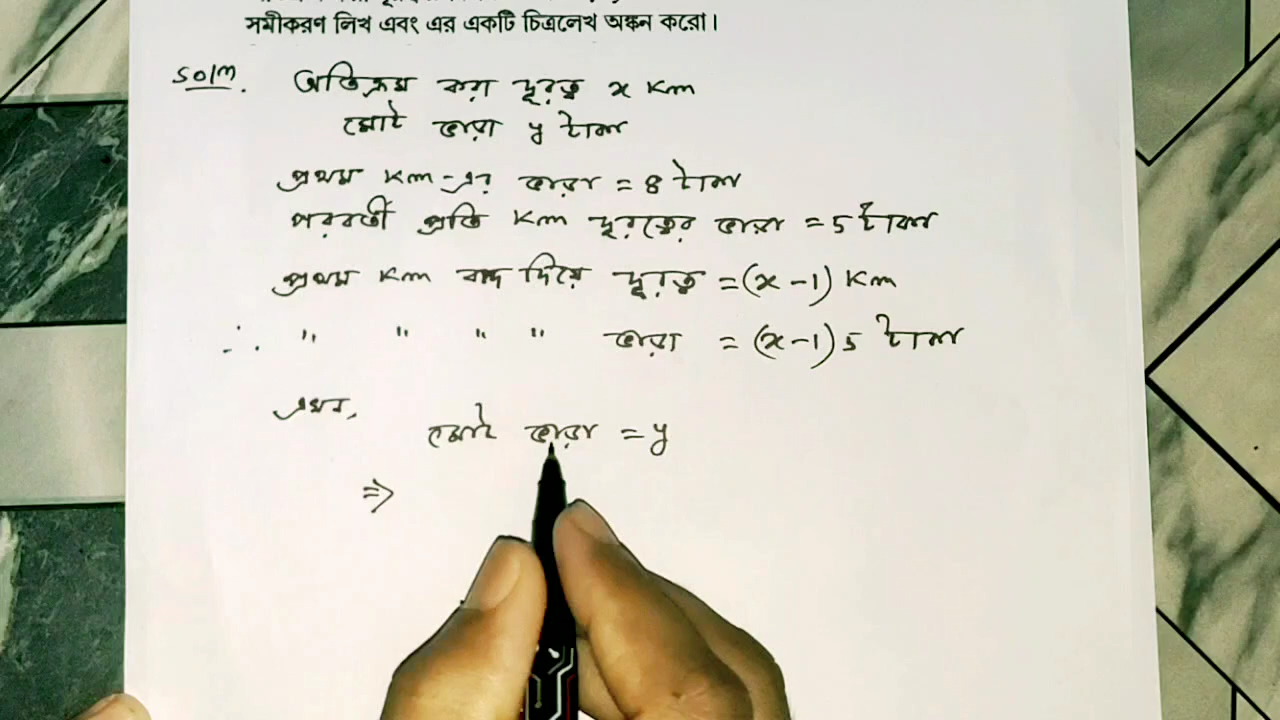 সমীকরণ লিখ এবং এর একটি চিত্ৰলেখ অঙ্কন করো।
Soln. অতিক্রম করা দূরত্ব x Km
মোট ভারা y টাকা
প্রথম Km-এর ভারা = 8 টাকা
পরবর্তী প্রতি Km দূরত্বের ভারা = 5 টাকা
প্রথম Km বাদ দিয়ে দূরত্ব = (x – 1) Km
∴ " " " " ভারা = (x – 1) 5 টাকা
এখন,
মোট ভারা = y
⇒